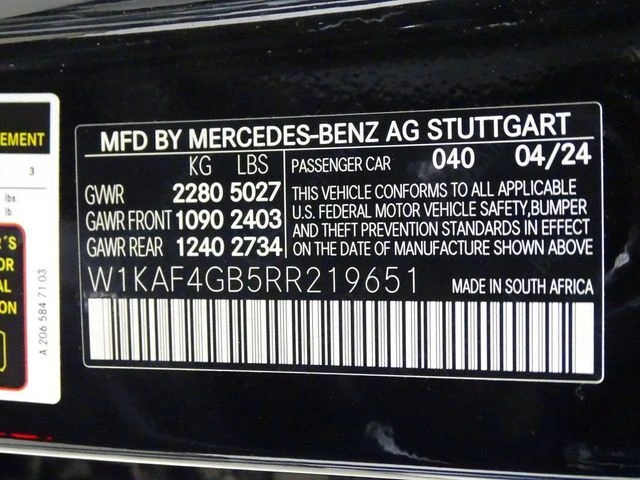 MFD BY MERCEDES-BENZ AG STUTTGART
KG LBS
GVWR 2280 5027
GAWR FRONT 1090 2403
GAWR REAR 1240 2734
PASSENGER CAR 040 04/24
THIS VEHICLE CONFORMS TO ALL APPLICABLE
U.S. FEDERAL MOTOR VEHICLE SAFETY,BUMPER
AND THEFT PREVENTION STANDARDS IN EFFECT
ON THE DATE OF MANUFACTURE SHOWN ABOVE
W1KAF4GB5RR219651
MADE IN SOUTH AFRICA
EMENT
3
lbs
lb
R´S
OR
AL
ION
A 206 584 71 03